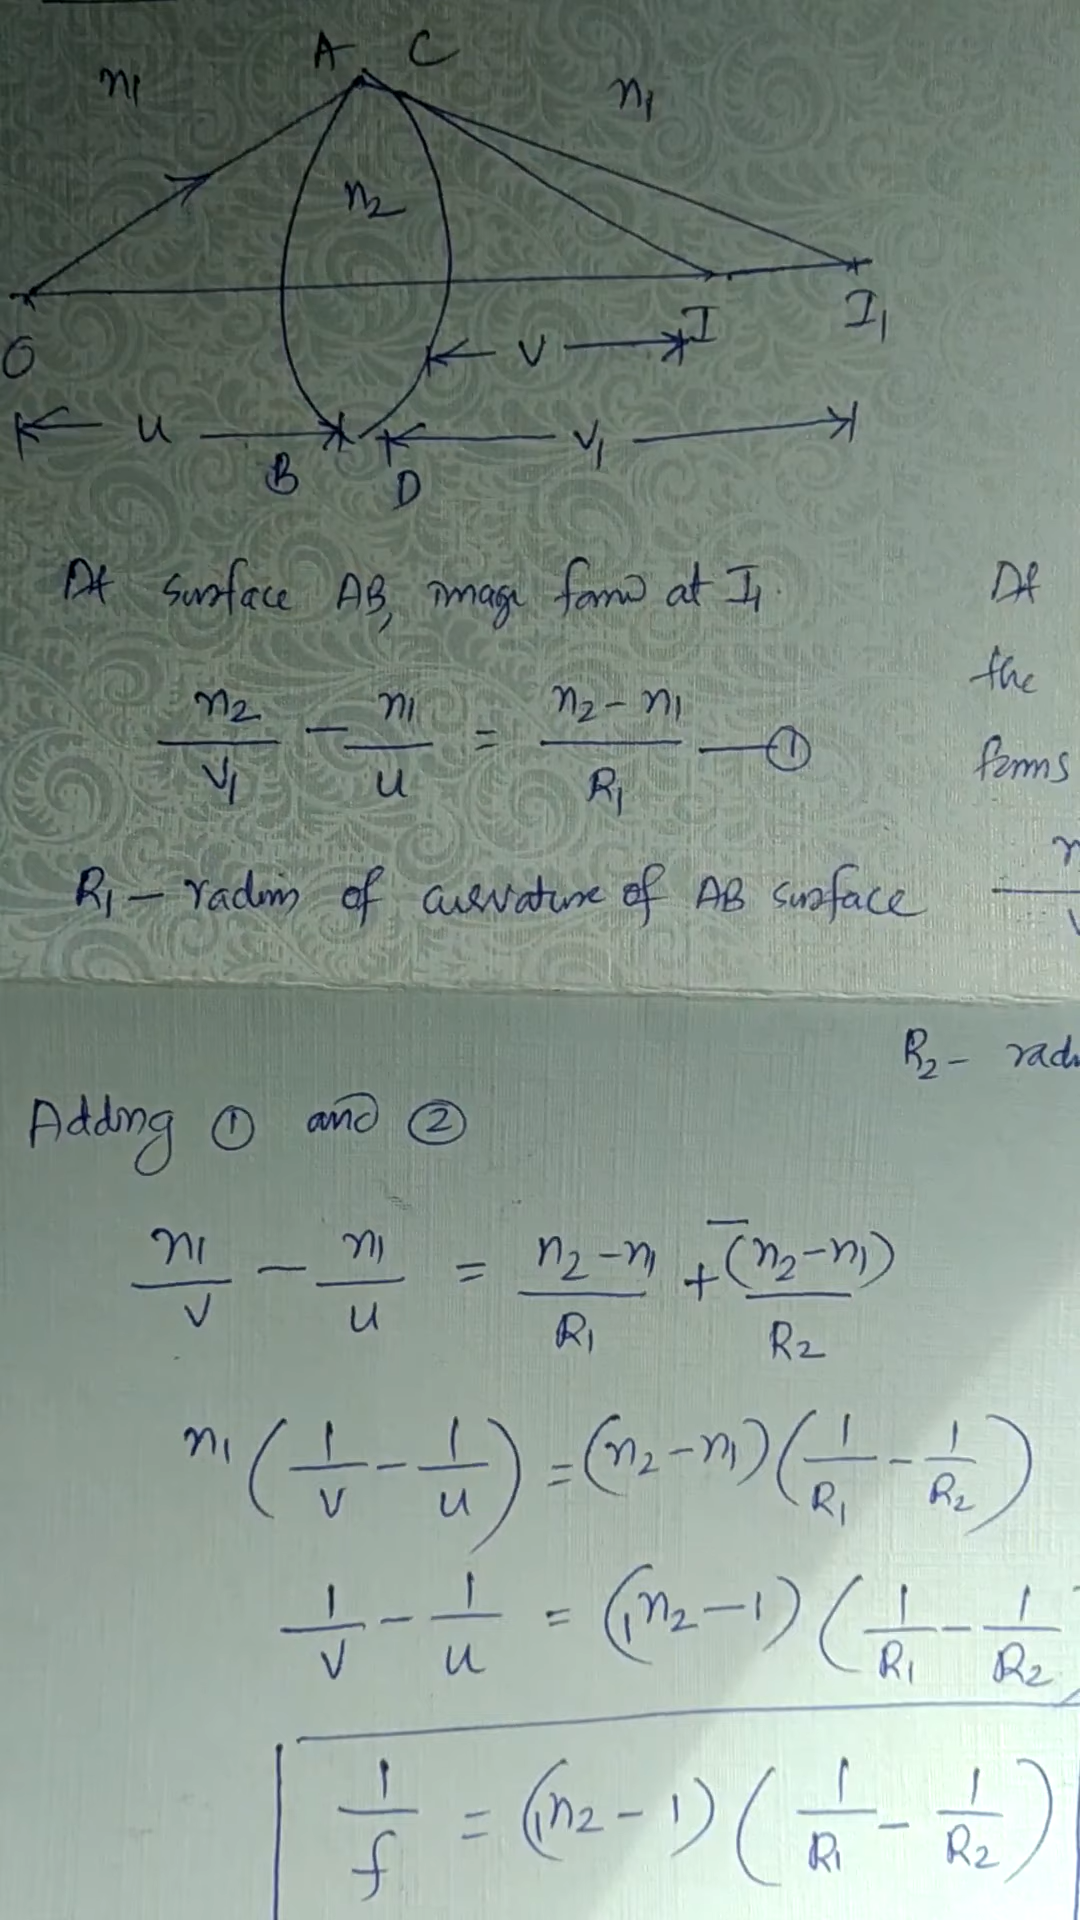 A C
n₁ n₁
n₂
O I I₁
v
u v₁
B D
At surface AB, image form at I₁.
n₂/v₁ - n₁/u = (n₂ - n₁)/R₁ — ①
R₁ - radius of curvature of AB surface
At
the
forms
R₂ - radi
Adding ① and ②
n₁/v - n₁/u = (n₂ - n₁)/R₁ + -(n₂ - n₁)/R₂
n₁ (1/v - 1/u) = (n₂ - n₁) (1/R₁ - 1/R₂)
1/v - 1/u = (₁n₂ - 1) (1/R₁ - 1/R₂)
1/f = (₁n₂ - 1) (1/R₁ - 1/R₂)